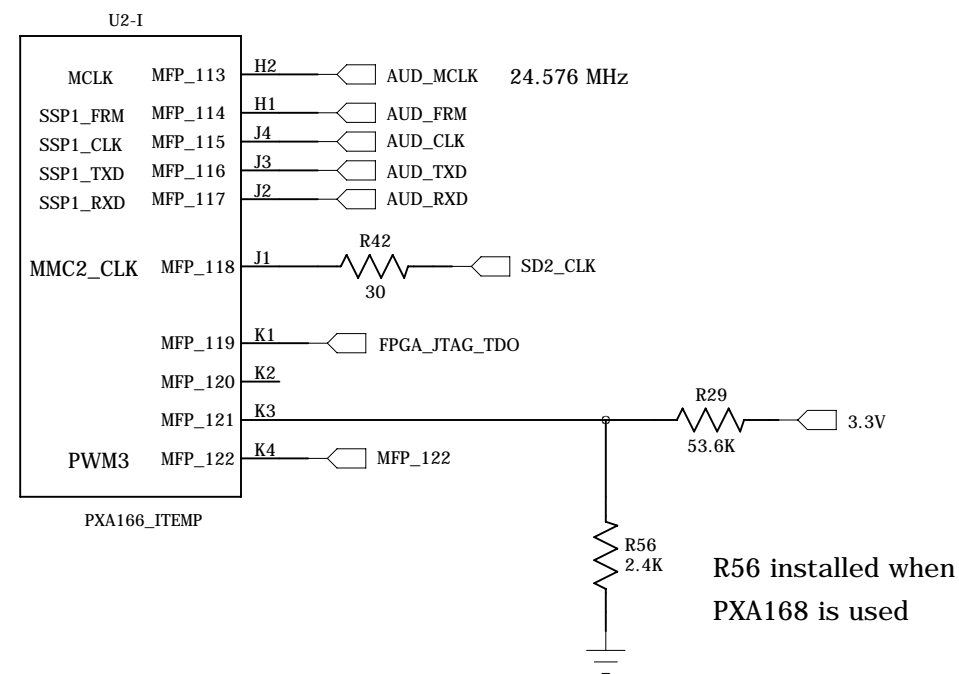 U2-I
MCLK MFP_113 H2 AUD_MCLK 24.576 MHz
SSP1_FRM MFP_114 H1 AUD_FRM
SSP1_CLK MFP_115 J4 AUD_CLK
SSP1_TXD MFP_116 J3 AUD_TXD
SSP1_RXD MFP_117 J2 AUD_RXD
R42
MMC2_CLK MFP_118 J1 SD2_CLK
30
MFP_119 K1 FPGA_JTAG_TDO
MFP_120 K2
R29
MFP_121 K3 3.3V
53.6K
PWM3 MFP_122 K4 MFP_122
PXA166_ITEMP
R56
2.4K
R56 installed when
PXA168 is used